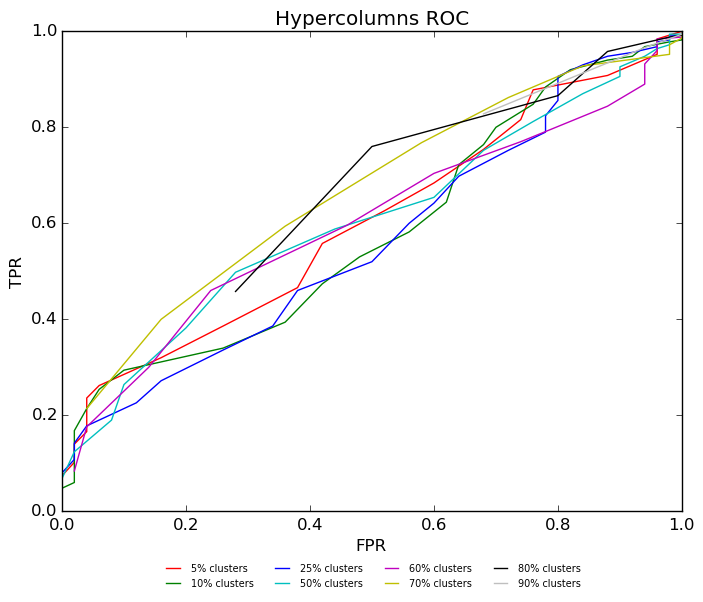 Hypercolumns ROC
1.0
0.8
0.6
0.4
0.2
0.0
TPR
0.0 0.2 0.4 0.6 0.8 1.0
FPR
5% clusters 25% clusters 60% clusters 80% clusters
10% clusters 50% clusters 70% clusters 90% clusters